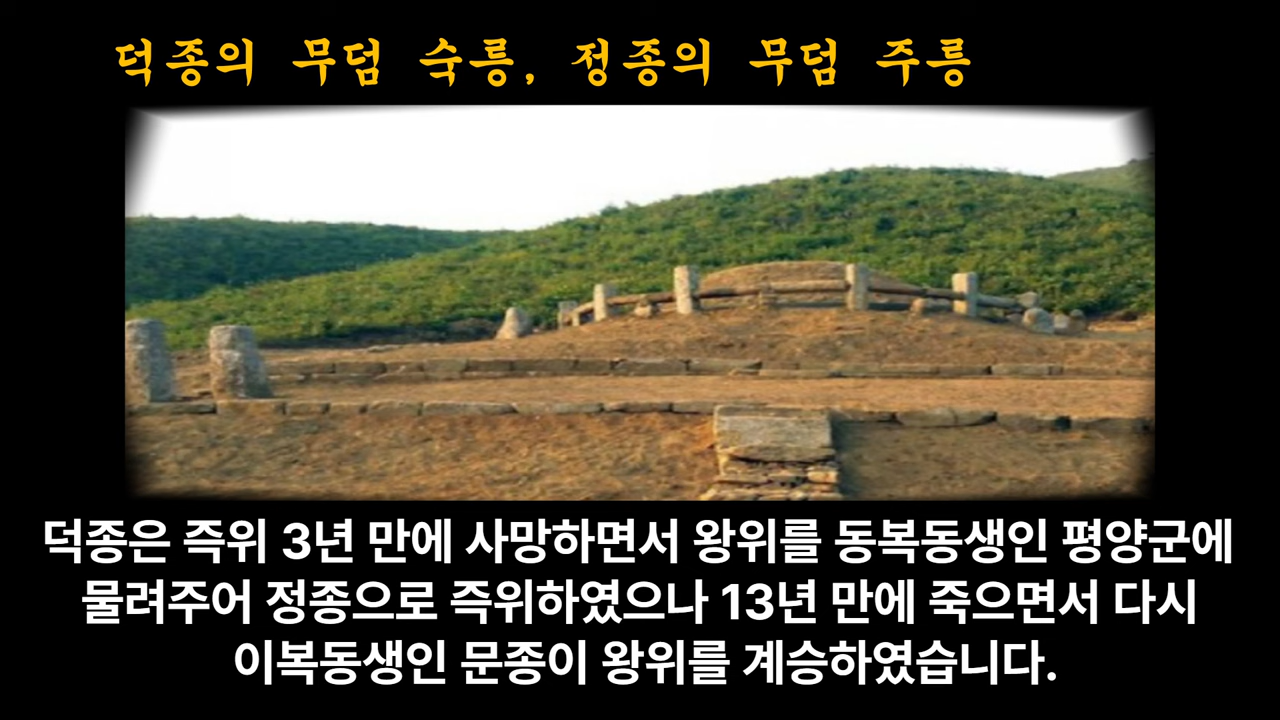 덕종의 무덤 숙릉, 정종의 무덤 주릉
덕종은 즉위 3년 만에 사망하면서 왕위를 동복동생인 평양군에
물려주어 정종으로 즉위하였으나 13년 만에 죽으면서 다시
이복동생인 문종이 왕위를 계승하였습니다.